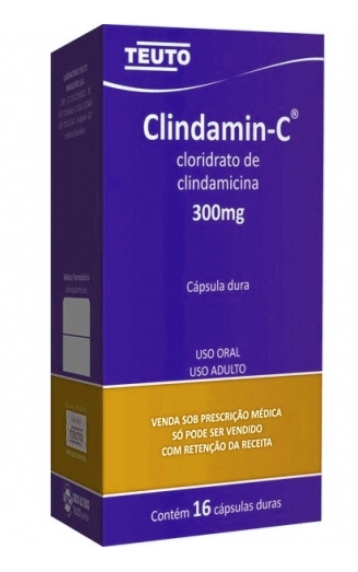 TEUTO
Clindamin-C®
cloridrato de
clindamicina
300mg
Cápsula dura
USO ORAL
USO ADULTO
VENDA SOB PRESCRIÇÃO MÉDICA
SÓ PODE SER VENDIDO
COM RETENÇÃO DA RECEITA
Contém 16 cápsulas duras
TEUTO